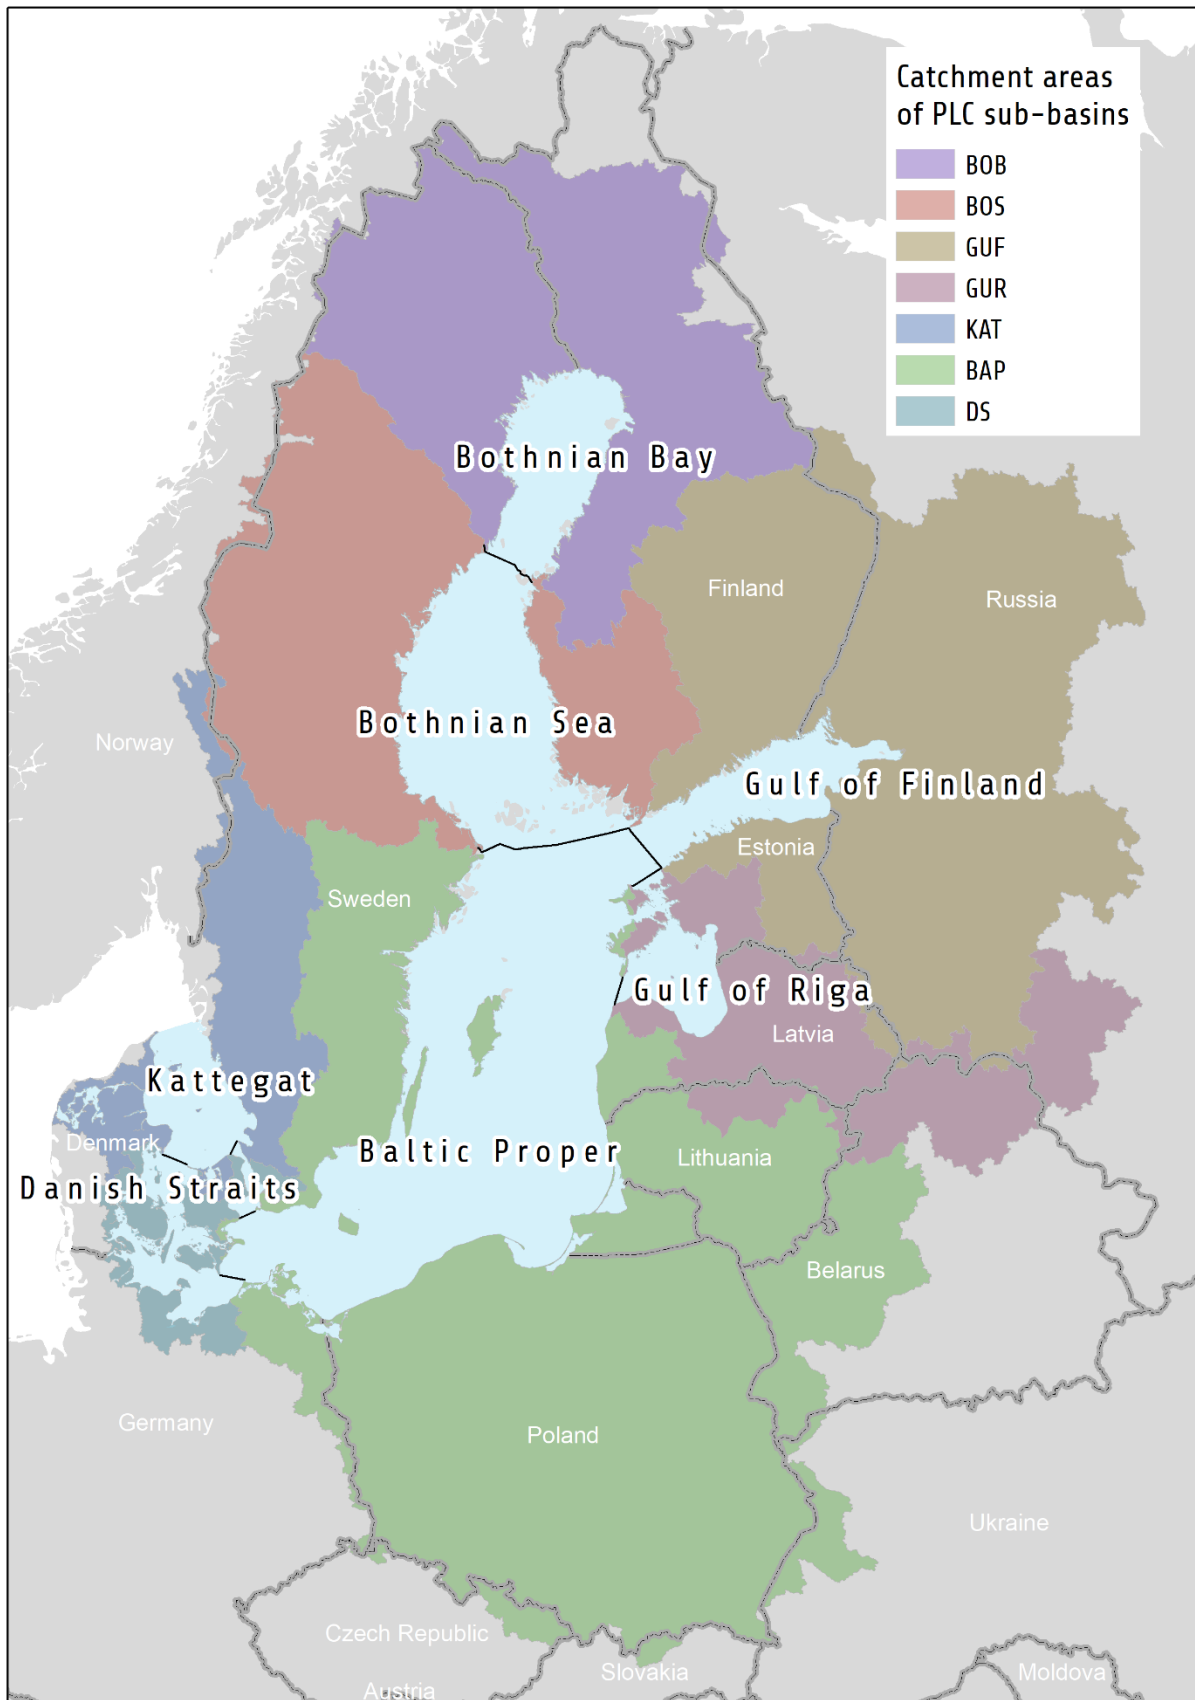 Catchment areas
of PLC sub-basins
BOB
BOS
GUF
GUR
KAT
BAP
DS
Bothnian Bay
Finland
Russia
Bothnian Sea
Norway
Gulf of Finland
Estonia
Sweden
Gulf of Riga
Latvia
Kattegat
Denmark
Baltic Proper
Lithuania
Danish Straits
Belarus
Germany
Poland
Ukraine
Czech Republic
Slovakia
Moldova
Austria